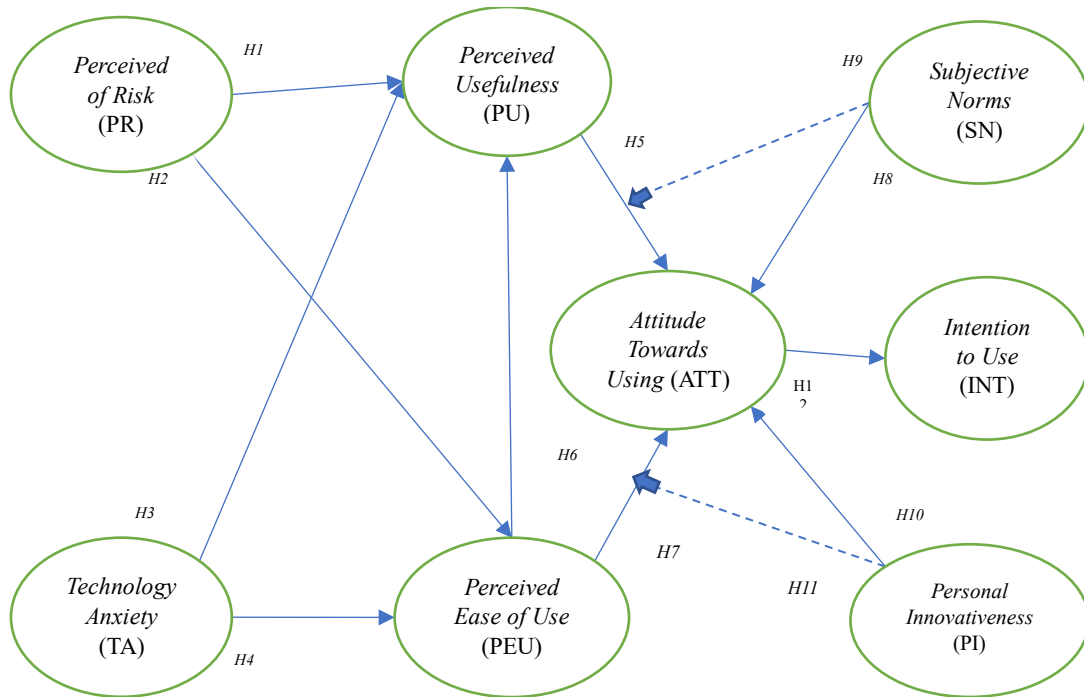 H1
Perceived
of Risk
(PR)
H2
Perceived
Usefulness
(PU)
H5
H9
Subjective
Norms
(SN)
H8
Attitude
Towards
Using (ATT)
H1
2
Intention
to Use
(INT)
H3
Technology
Anxiety
(TA)
H4
H6
Perceived
Ease of Use
(PEU)
H7
H10
H11
Personal
Innovativeness
(PI)